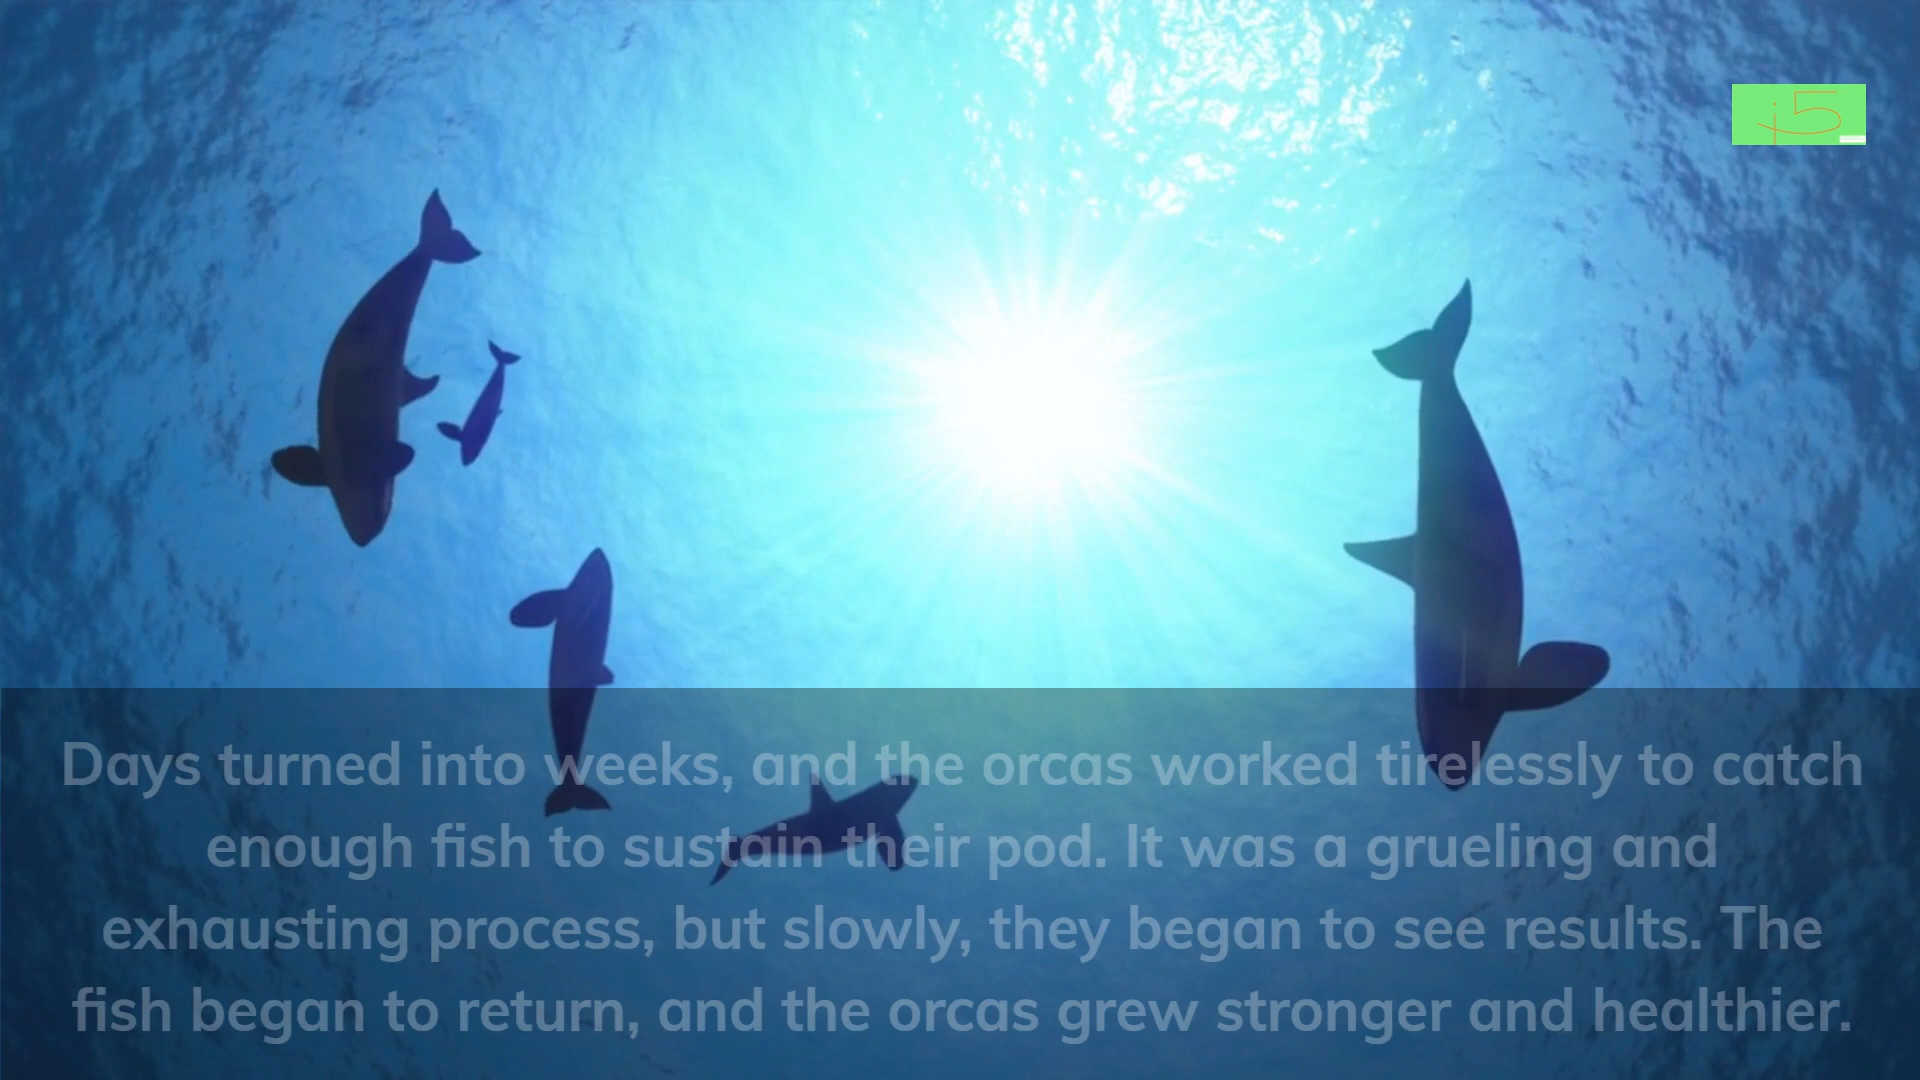 i5
Days turned into weeks, and the orcas worked tirelessly to catch
enough fish to sustain their pod. It was a grueling and
exhausting process, but slowly, they began to see results. The
fish began to return, and the orcas grew stronger and healthier.